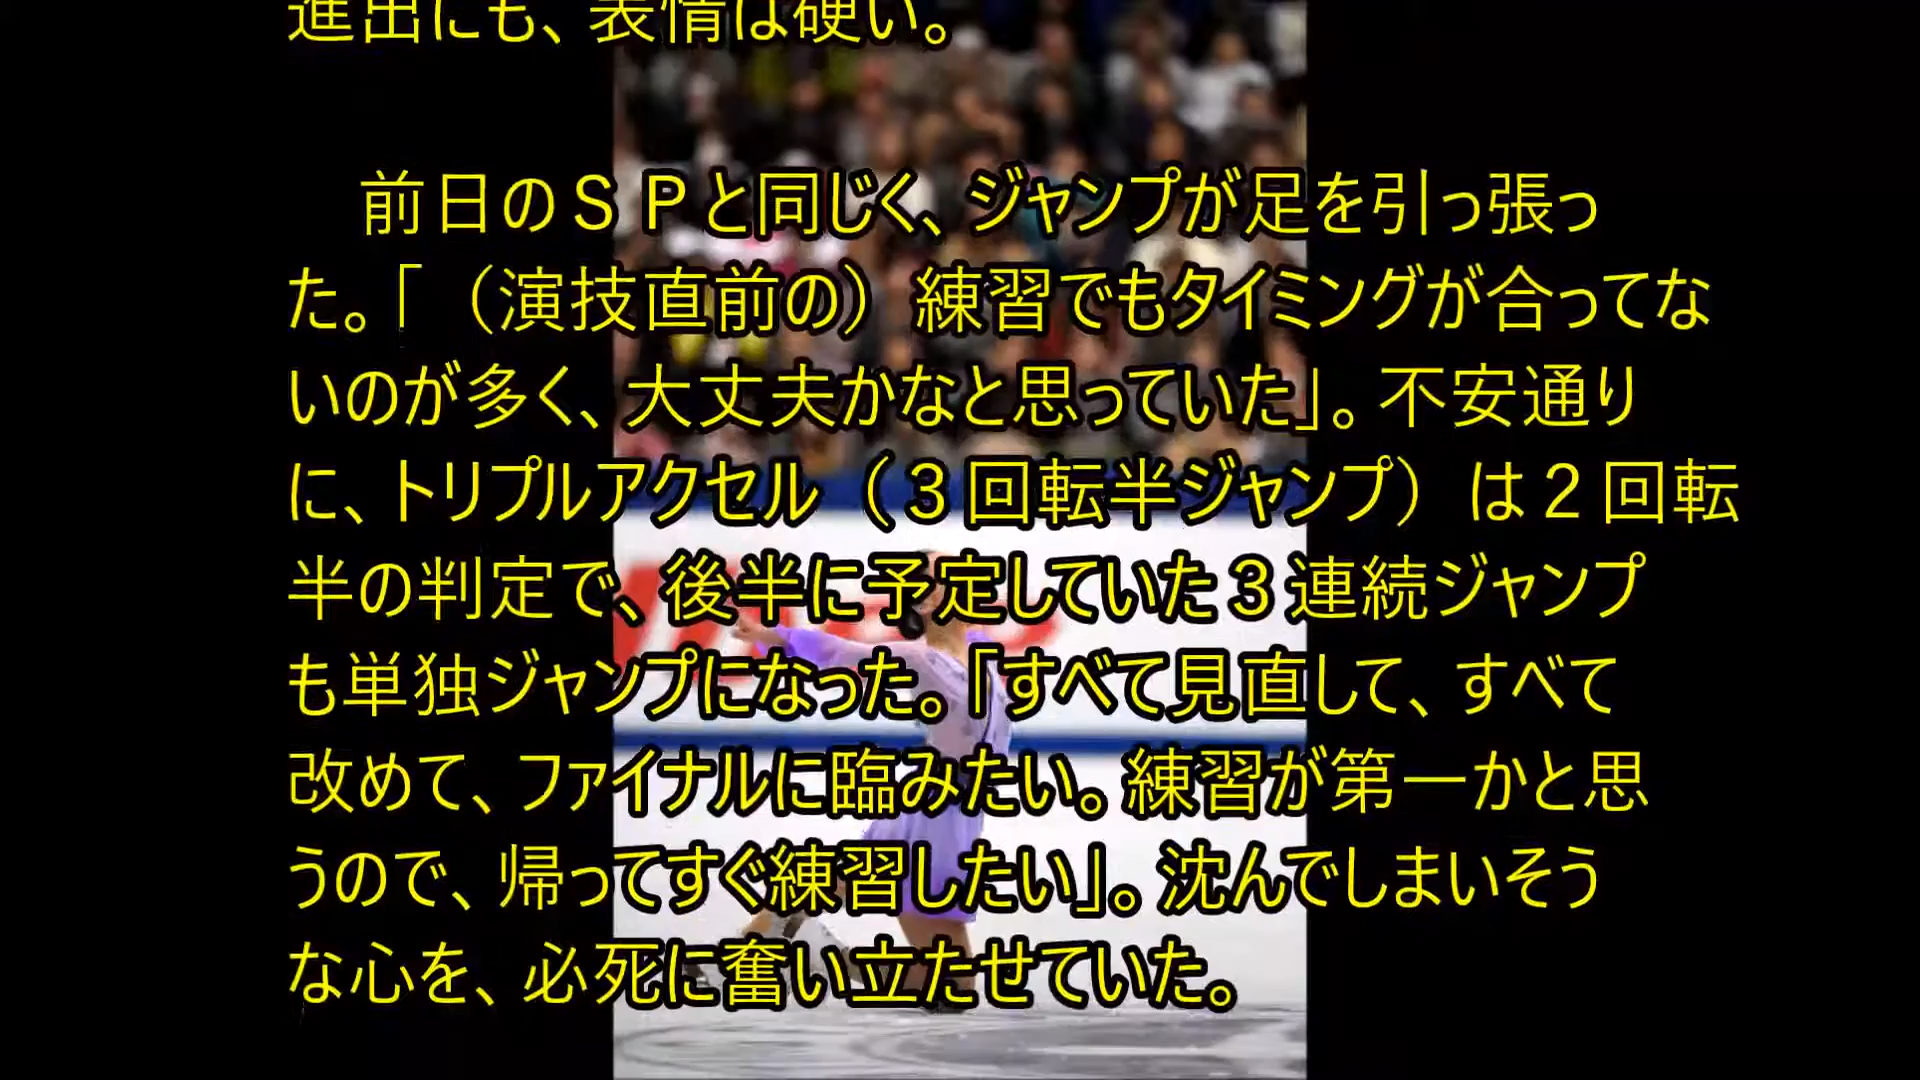 進出にも、表情は硬い。
前日のＳＰと同じく、ジャンプが足を引っ張っ
た。「（演技直前の）練習でもタイミングが合ってな
いのが多く、大丈夫かなと思っていた」。不安通り
に、トリプルアクセル（３回転半ジャンプ）は２回転
半の判定で、後半に予定していた３連続ジャンプ
も単独ジャンプになった。「すべて見直して、すべて
改めて、ファイナルに臨みたい。練習が第一かと思
うので、帰ってすぐ練習したい」。沈んでしまいそう
な心を、必死に奮い立たせていた。